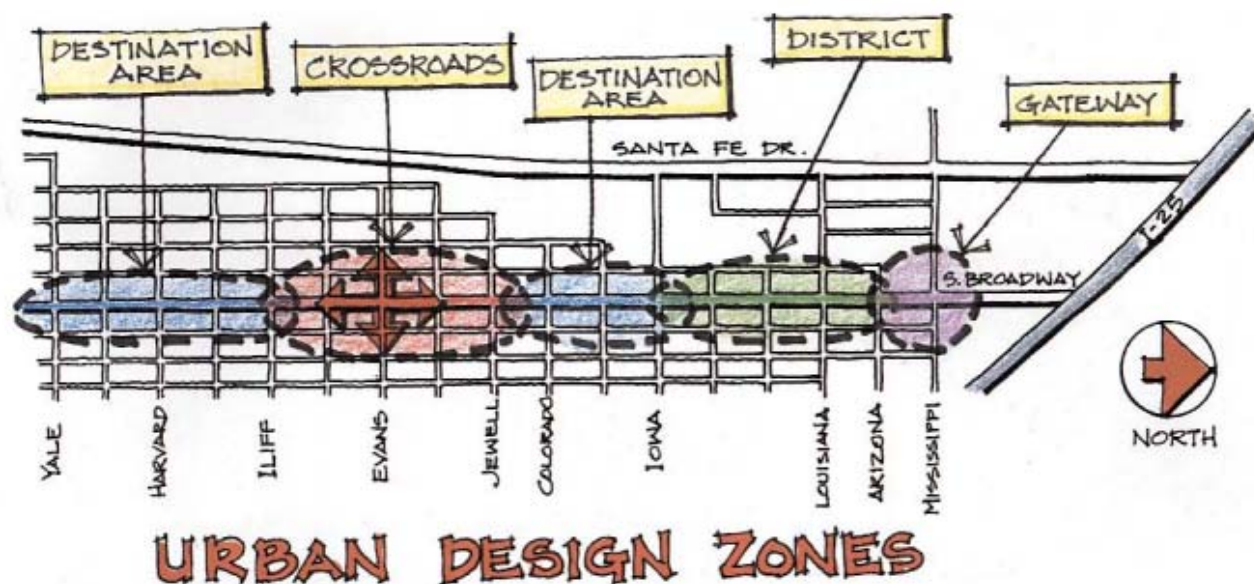 DESTINATION
AREA
CROSSROADS
DESTINATION
AREA
DISTRICT
GATEWAY
SANTA FE DR.
I-25
S. BROADWAY
YALE
HARVARD
ILIFF
EVANS
JEWELL
COLORADO
IOWA
LOUISIANA
ARIZONA
MISSISSIPPI
NORTH
URBAN DESIGN ZONES